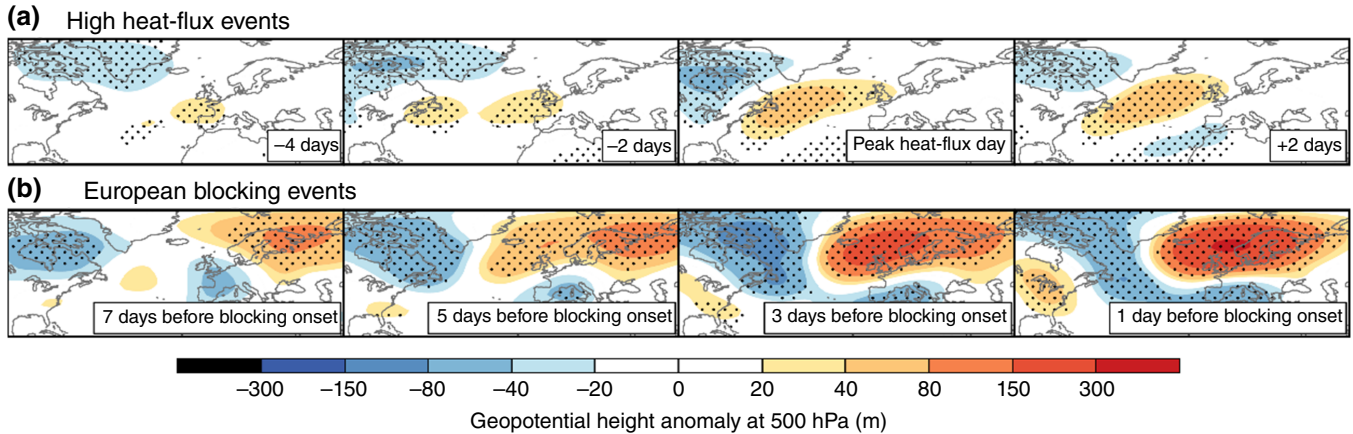 (a) High heat-flux events
−4 days
−2 days
Peak heat-flux day
+2 days
(b) European blocking events
7 days before blocking onset
5 days before blocking onset
3 days before blocking onset
1 day before blocking onset
−300 −150 −80 −40 −20 0 20 40 80 150 300
Geopotential height anomaly at 500 hPa (m)